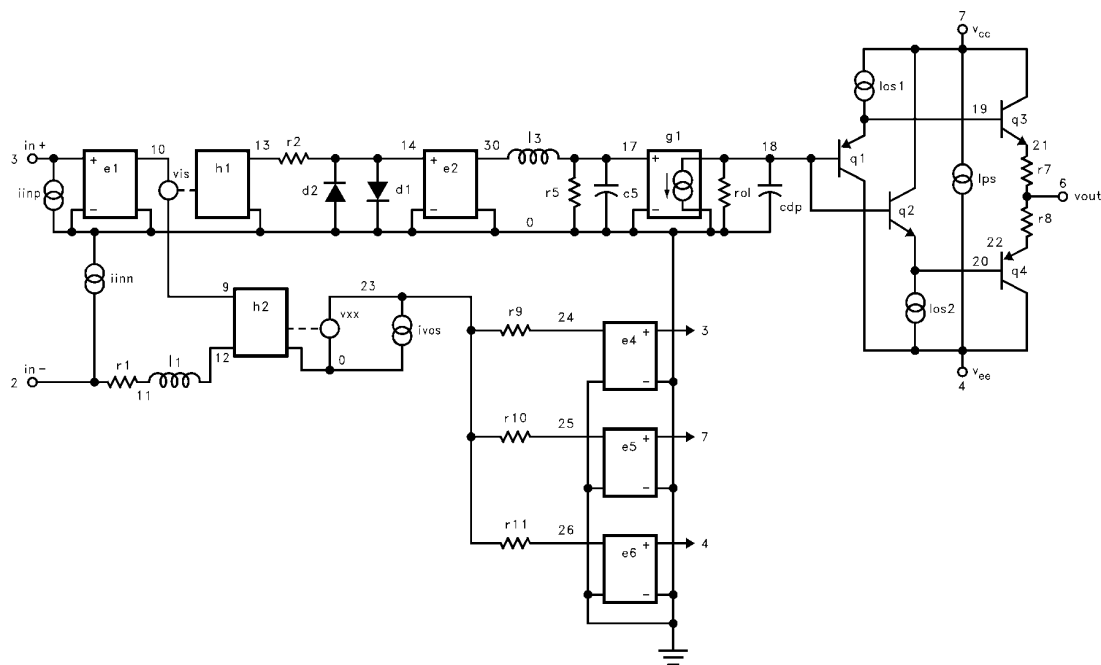 7
v_cc
Ios1
19
q3
in+
3
10
e1
vis
h1
13
r2
14
e2
30
l3
17
g1
18
q1
21
r7
iinp
d2
d1
r5
c5
rol
cdp
Ips
6
vout
0
q2
r8
22
20
q4
iinn
9
h2
23
vxx
ivos
Ios2
r9
24
e4
3
12
0
in-
2
r1
l1
11
v_ee
4
r10
25
e5
7
r11
26
e6
4
+
-
+
-
+
-
+
-
+
-
+
-